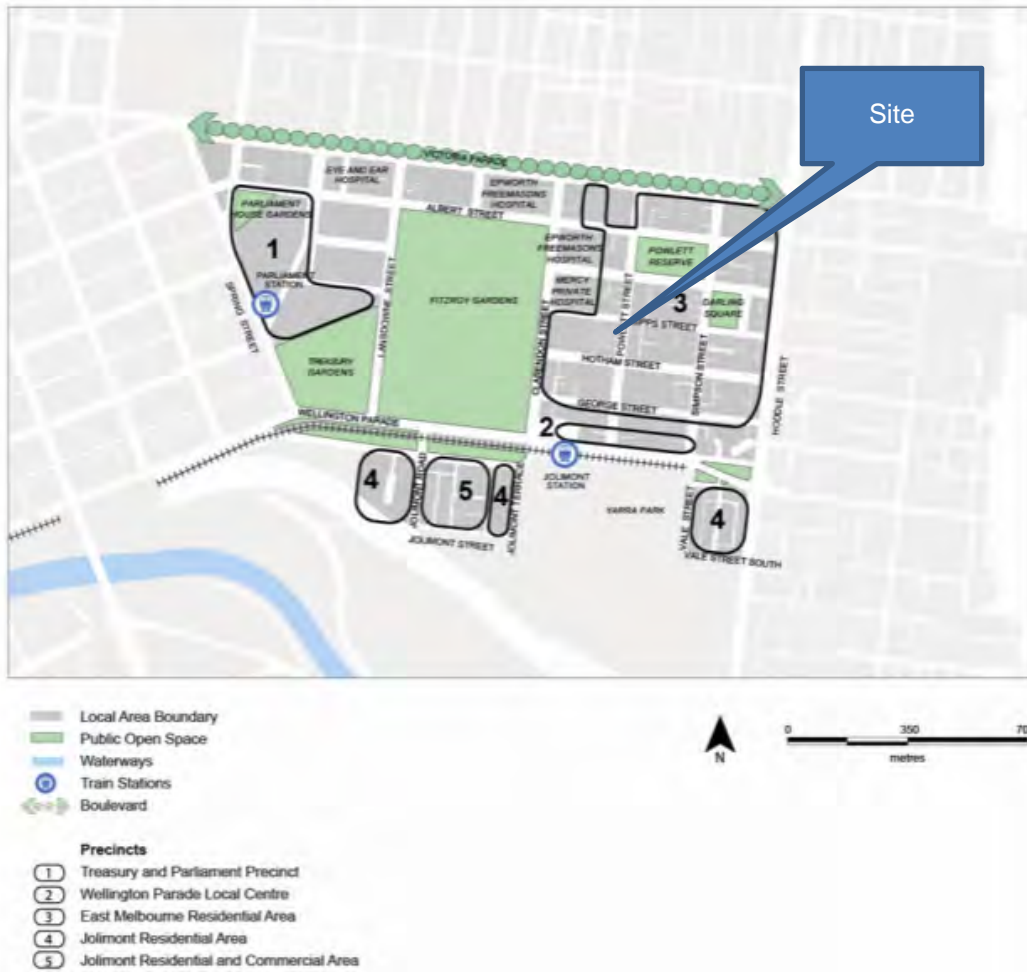 Site
VICTORIA PARADE
EYE AND EAR
HOSPITAL
EPWORTH
FREEMASONS
HOSPITAL
PARLIAMENT
HOUSE GARDENS
ALBERT STREET
1
PARLIAMENT
STATION
SPRING STREET
LANSDOWNE STREET
FITZROY GARDENS
TREASURY
GARDENS
EPWORTH
FREEMASONS
HOSPITAL
MERCY
PRIVATE
HOSPITAL
POWLETT
RESERVE
3
DARLING
SQUARE
CLARENDON STREET
HOTHAM STREET
SIMPSON STREET
GEORGE STREET
HODDLE STREET
WELLINGTON PARADE
2
JOLIMONT
STATION
4
JOLIMONT ROAD
5
4
JOLIMONT TERRACE
JOLIMONT STREET
YARRA PARK
VALE STREET
4
VALE STREET SOUTH
Local Area Boundary
Public Open Space
Waterways
Train Stations
Boulevard
N
0 350
metres
Precincts
1 Treasury and Parliament Precinct
2 Wellington Parade Local Centre
3 East Melbourne Residential Area
4 Jolimont Residential Area
5 Jolimont Residential and Commercial Area